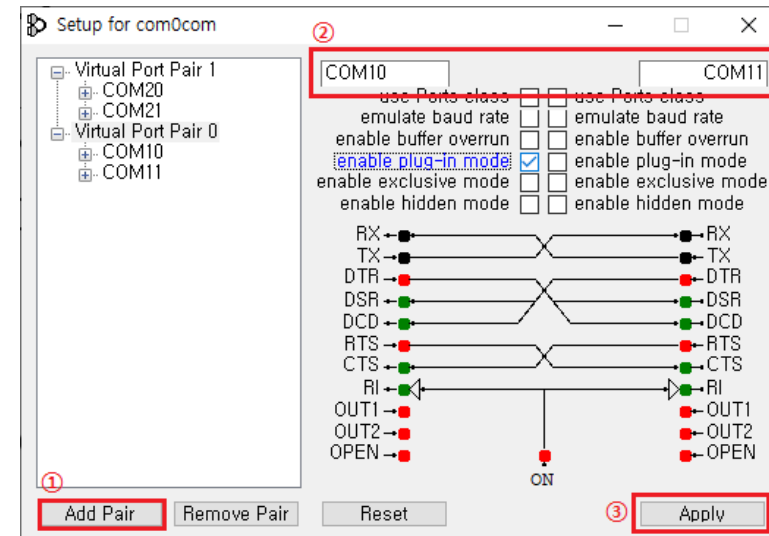 Setup for com0com
②
Virtual Port Pair 1
COM20
COM21
Virtual Port Pair 0
COM10
COM11
COM10
COM11
use Ports class
use Ports class
emulate baud rate
emulate baud rate
enable buffer overrun
enable buffer overrun
enable plug-in mode
enable plug-in mode
enable exclusive mode
enable exclusive mode
enable hidden mode
enable hidden mode
RX
RX
TX
TX
DTR
DTR
DSR
DSR
DCD
DCD
RTS
RTS
CTS
CTS
RI
RI
OUT1
OUT1
OUT2
OUT2
OPEN
OPEN
ON
①
Add Pair
Remove Pair
Reset
③
Apply